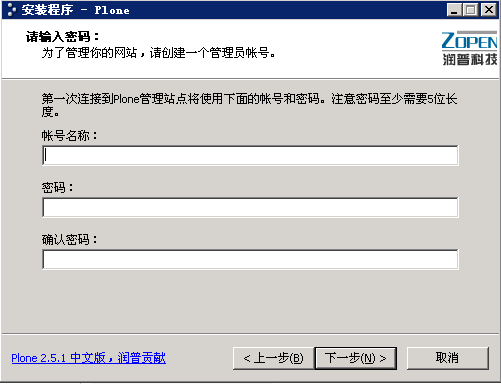 安装程序 - Plone
请输入密码：
为了管理你的网站，请创建一个管理员帐号。
ZOPEN
润普科技
第一次连接到Plone管理站点将使用下面的帐号和密码。注意密码至少需要5位长
度。
帐号名称：
密码：
确认密码：
Plone 2.5.1 中文版，润普贡献
< 上一步(B)
下一步(N) >
取消